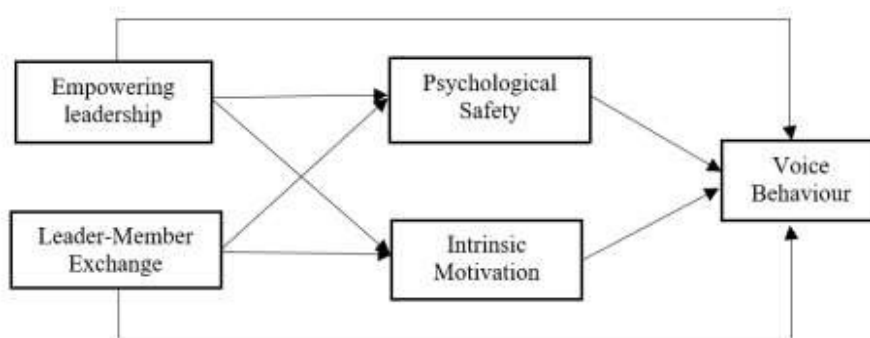 Empowering
leadership
Psychological
Safety
Voice
Behaviour
Leader-Member
Exchange
Intrinsic
Motivation